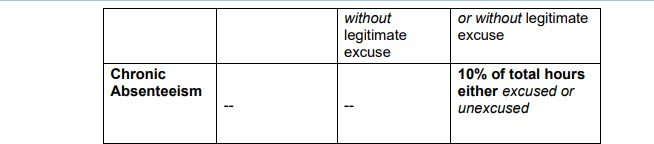 without
legitimate
excuse
or without legitimate
excuse
Chronic
Absenteeism
--
--
10% of total hours
either excused or
unexcused